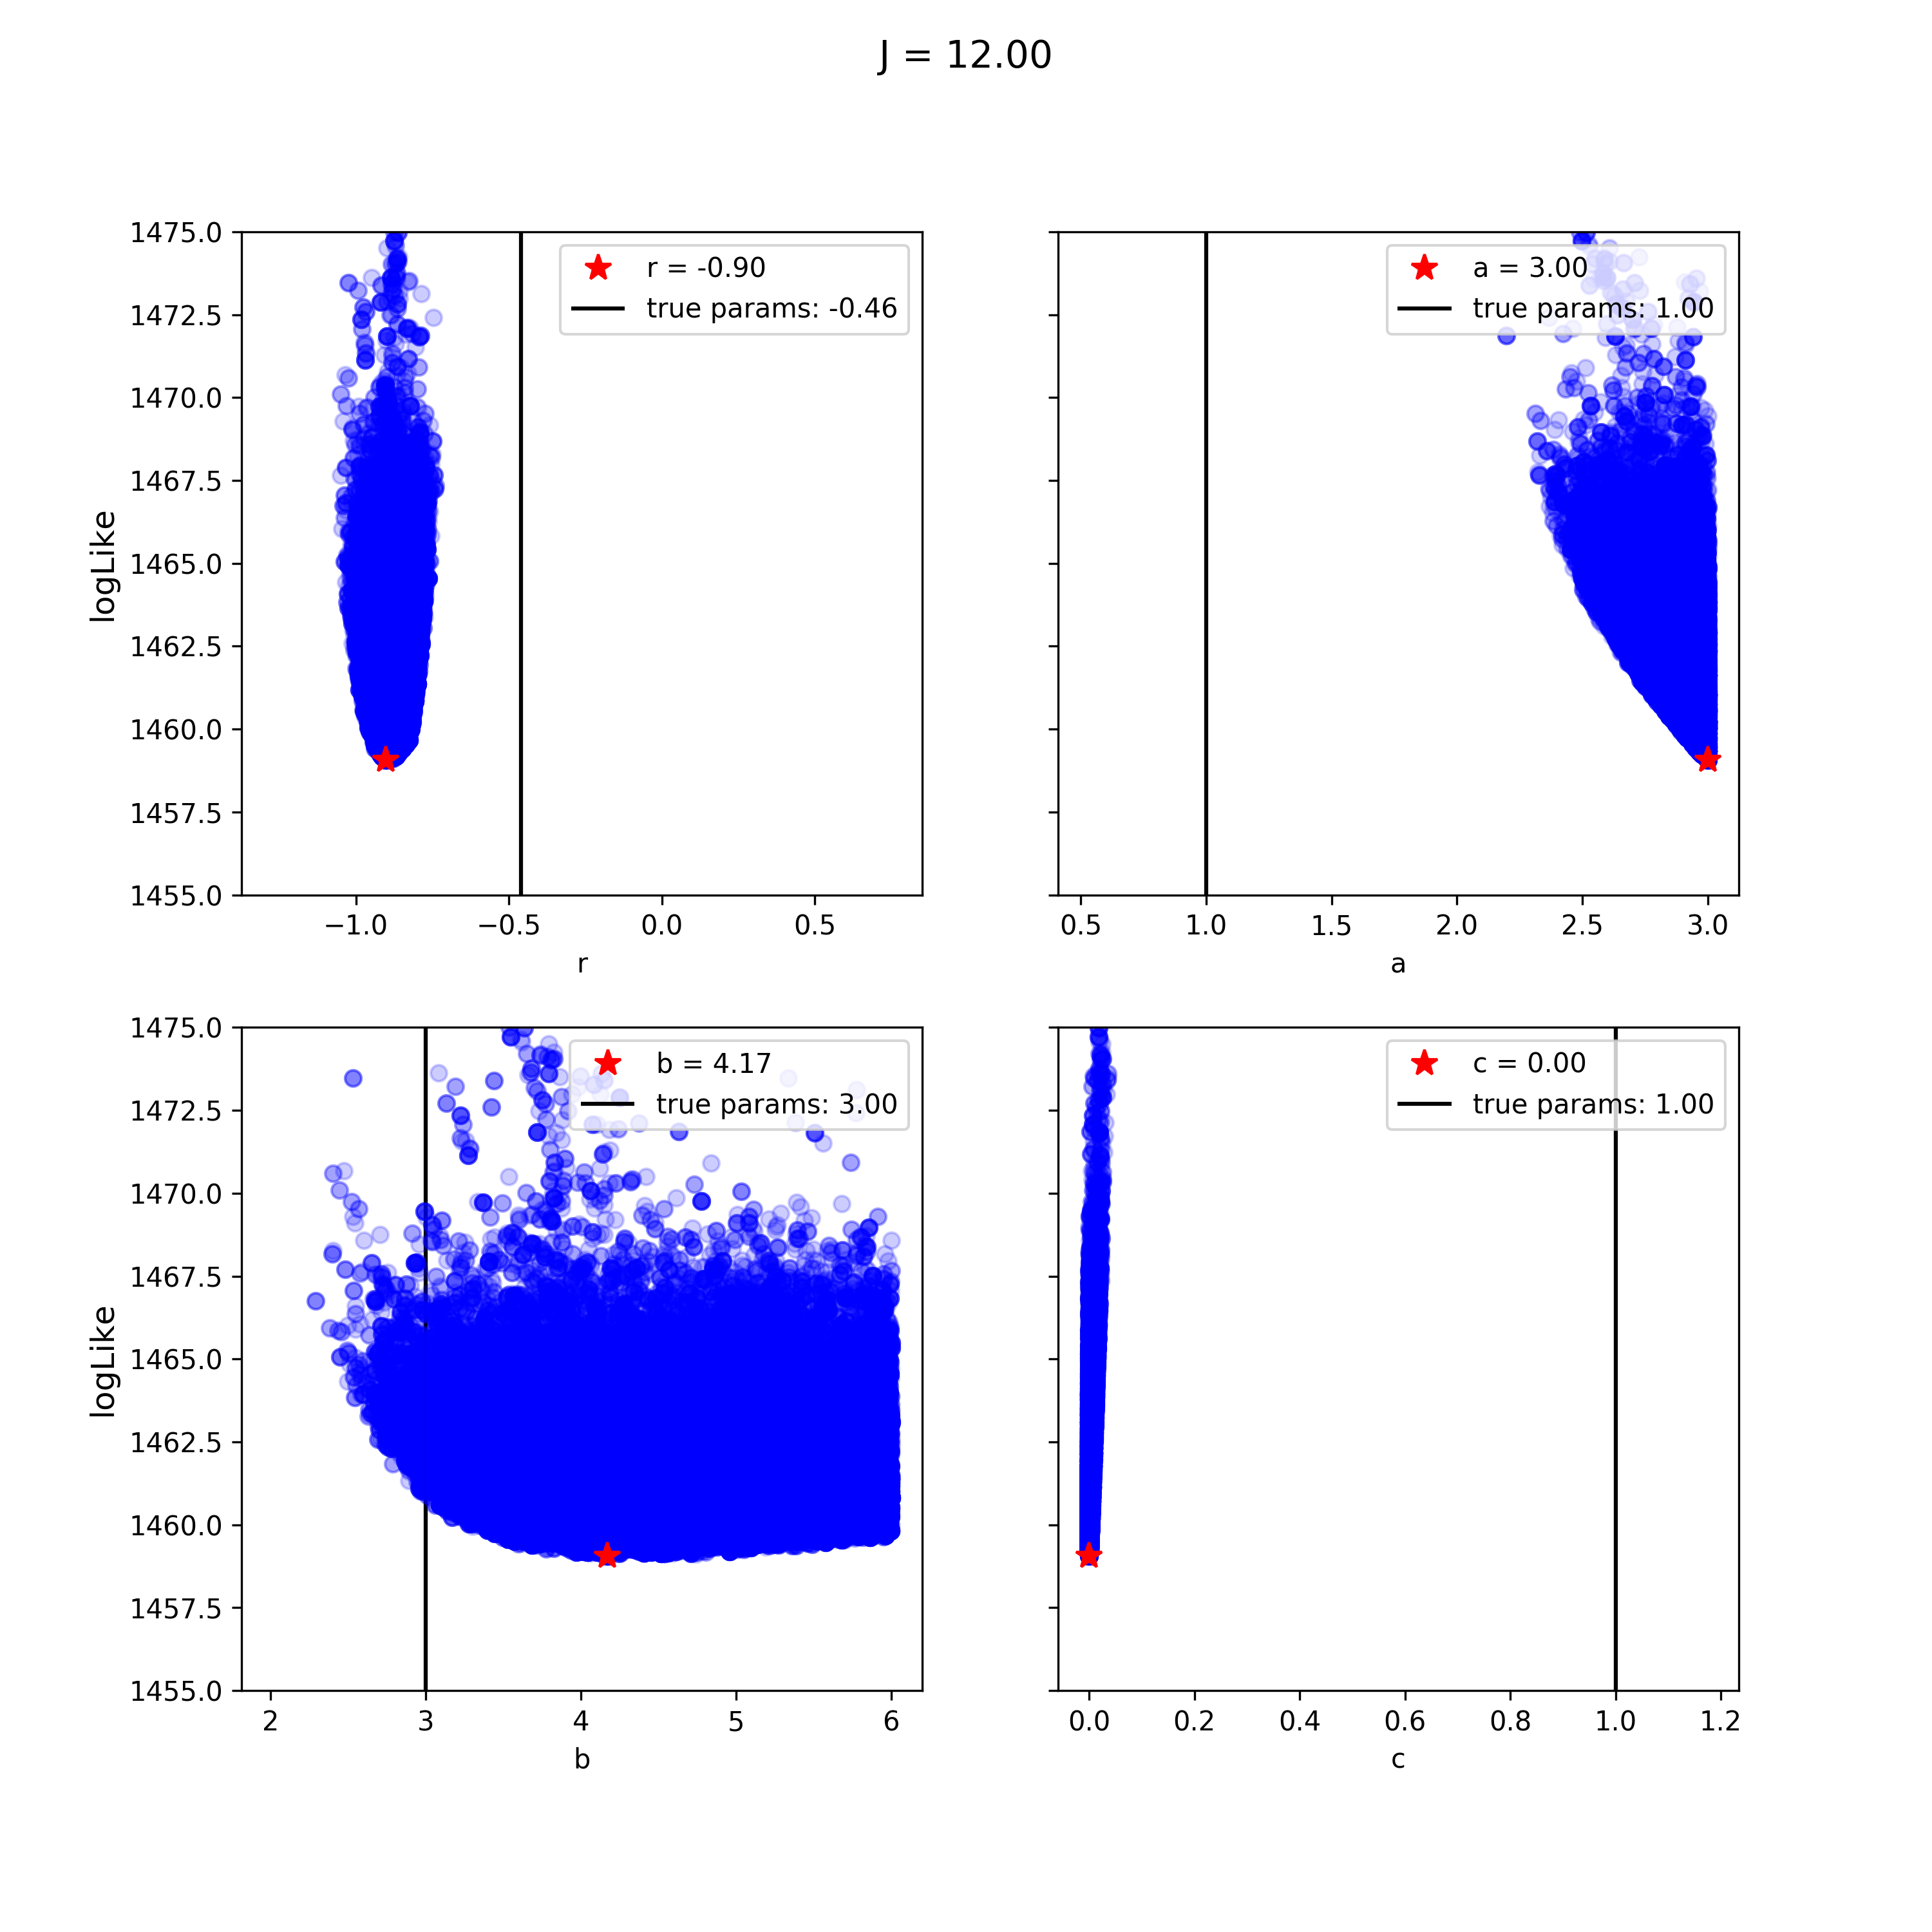 J = 12.00
1475.0
1472.5
1470.0
1467.5
1465.0
1462.5
1460.0
1457.5
1455.0
logLike
r = -0.90
true params: -0.46
−1.0
−0.5
0.0
0.5
r
a = 3.00
true params: 1.00
0.5
1.0
1.5
2.0
2.5
3.0
a
1475.0
1472.5
1470.0
1467.5
1465.0
1462.5
1460.0
1457.5
1455.0
logLike
b = 4.17
true params: 3.00
2
3
4
5
6
b
c = 0.00
true params: 1.00
0.0
0.2
0.4
0.6
0.8
1.0
1.2
c